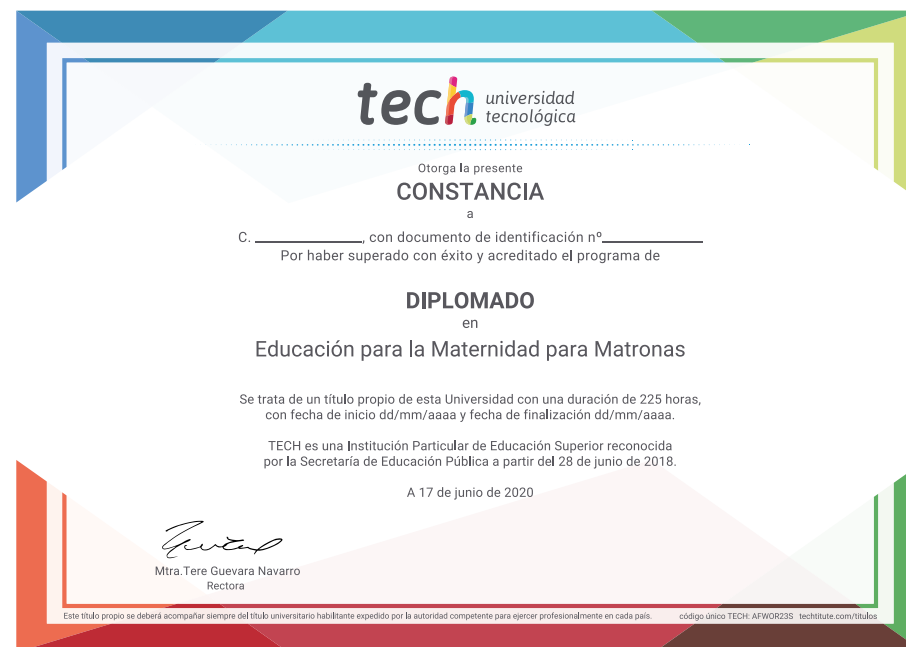 tech universidad
tecnológica
Otorga la presente
CONSTANCIA
a
C. ____________, con documento de identificación nº____________
Por haber superado con éxito y acreditado el programa de
DIPLOMADO
en
Educación para la Maternidad para Matronas
Se trata de un título propio de esta Universidad con una duración de 225 horas,
con fecha de inicio dd/mm/aaaa y fecha de finalización dd/mm/aaaa.
TECH es una Institución Particular de Educación Superior reconocida
por la Secretaría de Educación Pública a partir del 28 de junio de 2018.
A 17 de junio de 2020
Mtra.Tere Guevara Navarro
Rectora
Este título propio se deberá acompañar siempre del título universitario habilitante expedido por la autoridad competente para ejercer profesionalmente en cada país. código único TECH: AFWOR23S techtitute.com/titulos